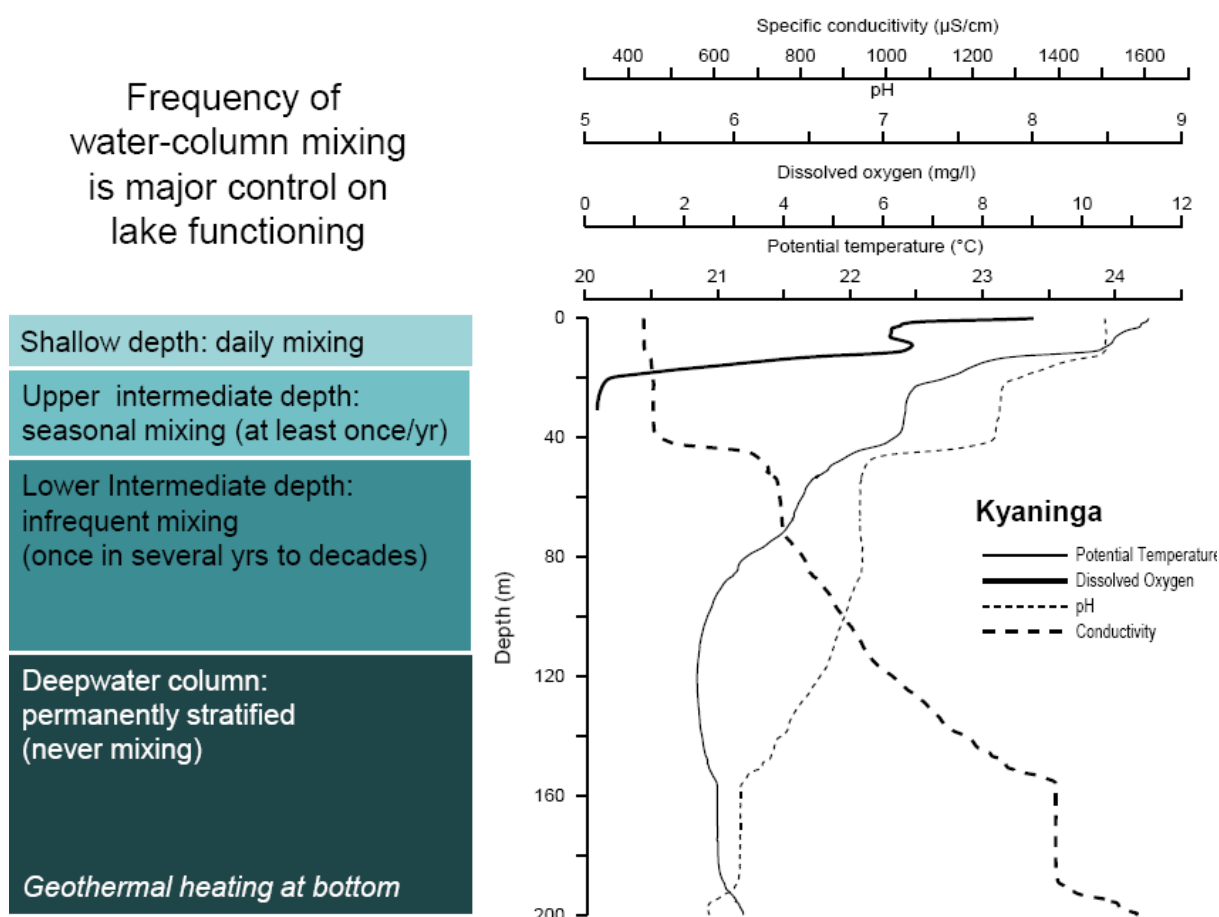 Frequency of
water-column mixing
is major control on
lake functioning
Shallow depth: daily mixing
Upper intermediate depth:
seasonal mixing (at least once/yr)
Lower Intermediate depth:
infrequent mixing
(once in several yrs to decades)
Deepwater column:
permanently stratified
(never mixing)
Geothermal heating at bottom
Specific conducitivity (µS/cm)
400 600 800 1000 1200 1400 1600
pH
5 6 7 8 9
Dissolved oxygen (mg/l)
0 2 4 6 8 10 12
Potential temperature (°C)
20 21 22 23 24
Depth (m)
0
40
80
120
160
200
Kyaninga
Potential Temperature
Dissolved Oxygen
pH
Conductivity